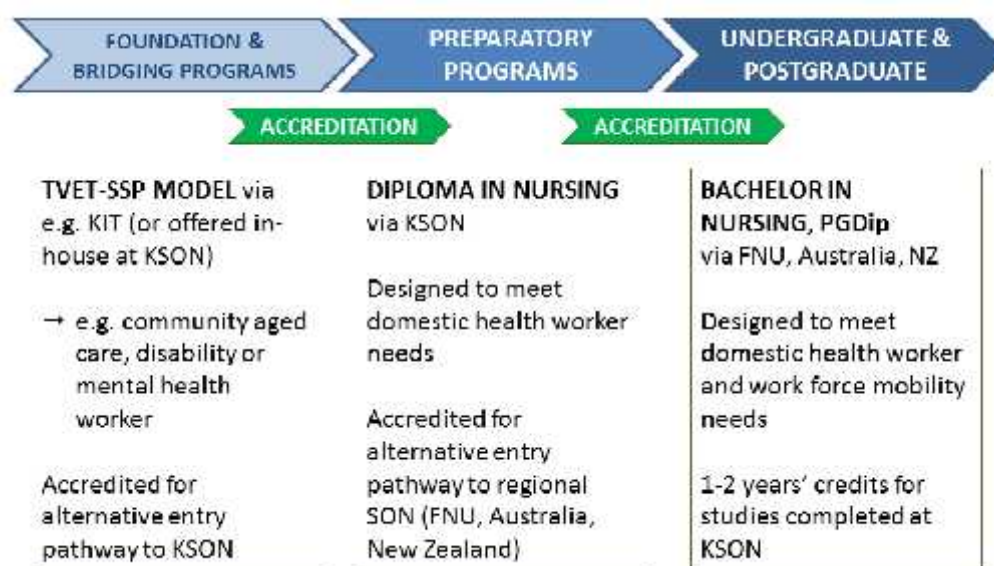 FOUNDATION &
BRIDGING PROGRAMS
PREPARATORY
PROGRAMS
UNDERGRADUATE &
POSTGRADUATE
ACCREDITATION
ACCREDITATION
TVET-SSP MODEL via
e.g. KIT (or offered in-
house at KSON)
→ e.g. community aged
care, disability or
mental health
worker
Accredited for
alternative entry
pathway to KSON
DIPLOMA IN NURSING
via KSON
Designed to meet
domestic health worker
needs
Accredited for
alternative entry
pathway to regional
SON (FNU, Australia,
New Zealand)
BACHELOR IN
NURSING, PGDip
via FNU, Australia, NZ
Designed to meet
domestic health worker
and work force mobility
needs
1-2 years' credits for
studies completed at
KSON